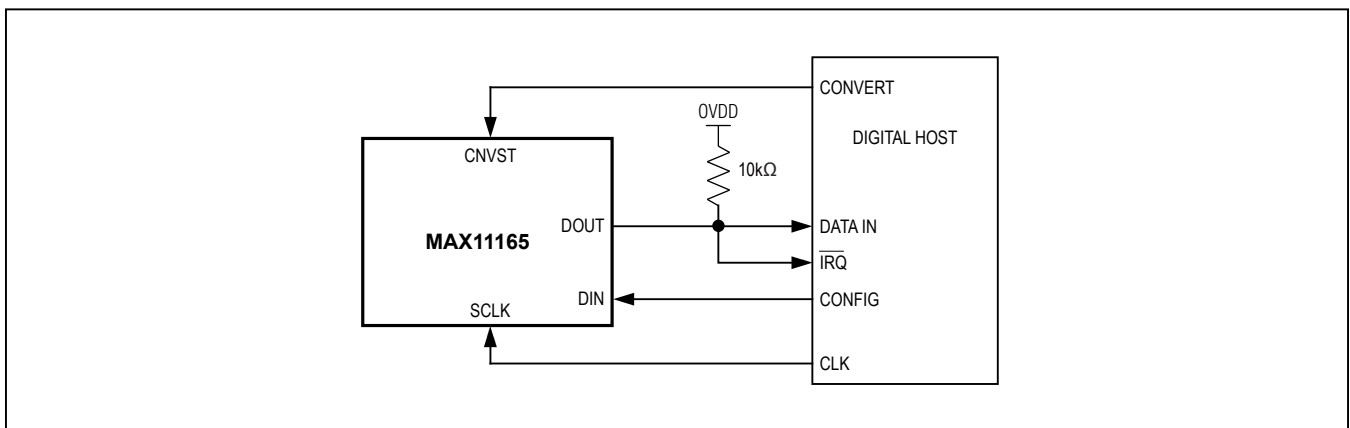 CONVERT
OVDD
DIGITAL HOST
CNVST
10kΩ
DOUT
DATA IN
MAX11165
IRQ
DIN
CONFIG
SCLK
CLK